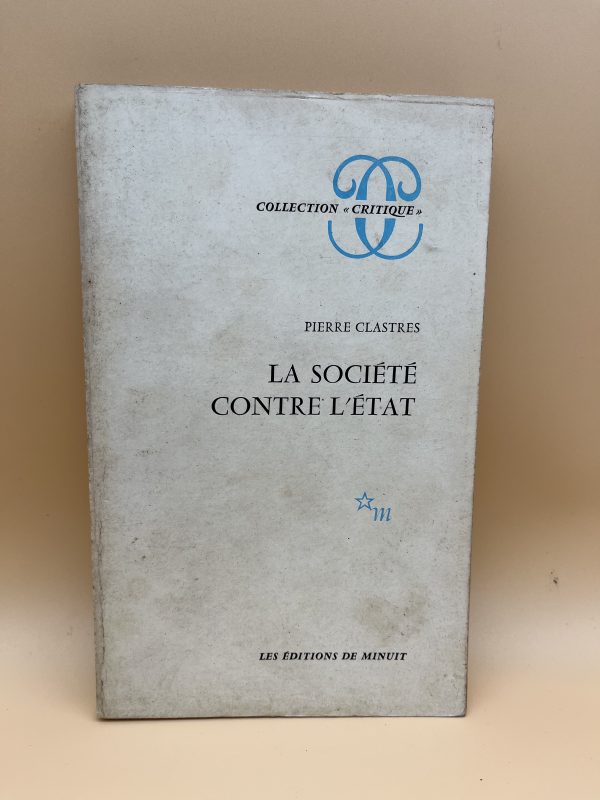 COLLECTION « CRITIQUE »
PIERRE CLASTRES
LA SOCIÉTÉ
CONTRE L'ÉTAT
m
LES ÉDITIONS DE MINUIT